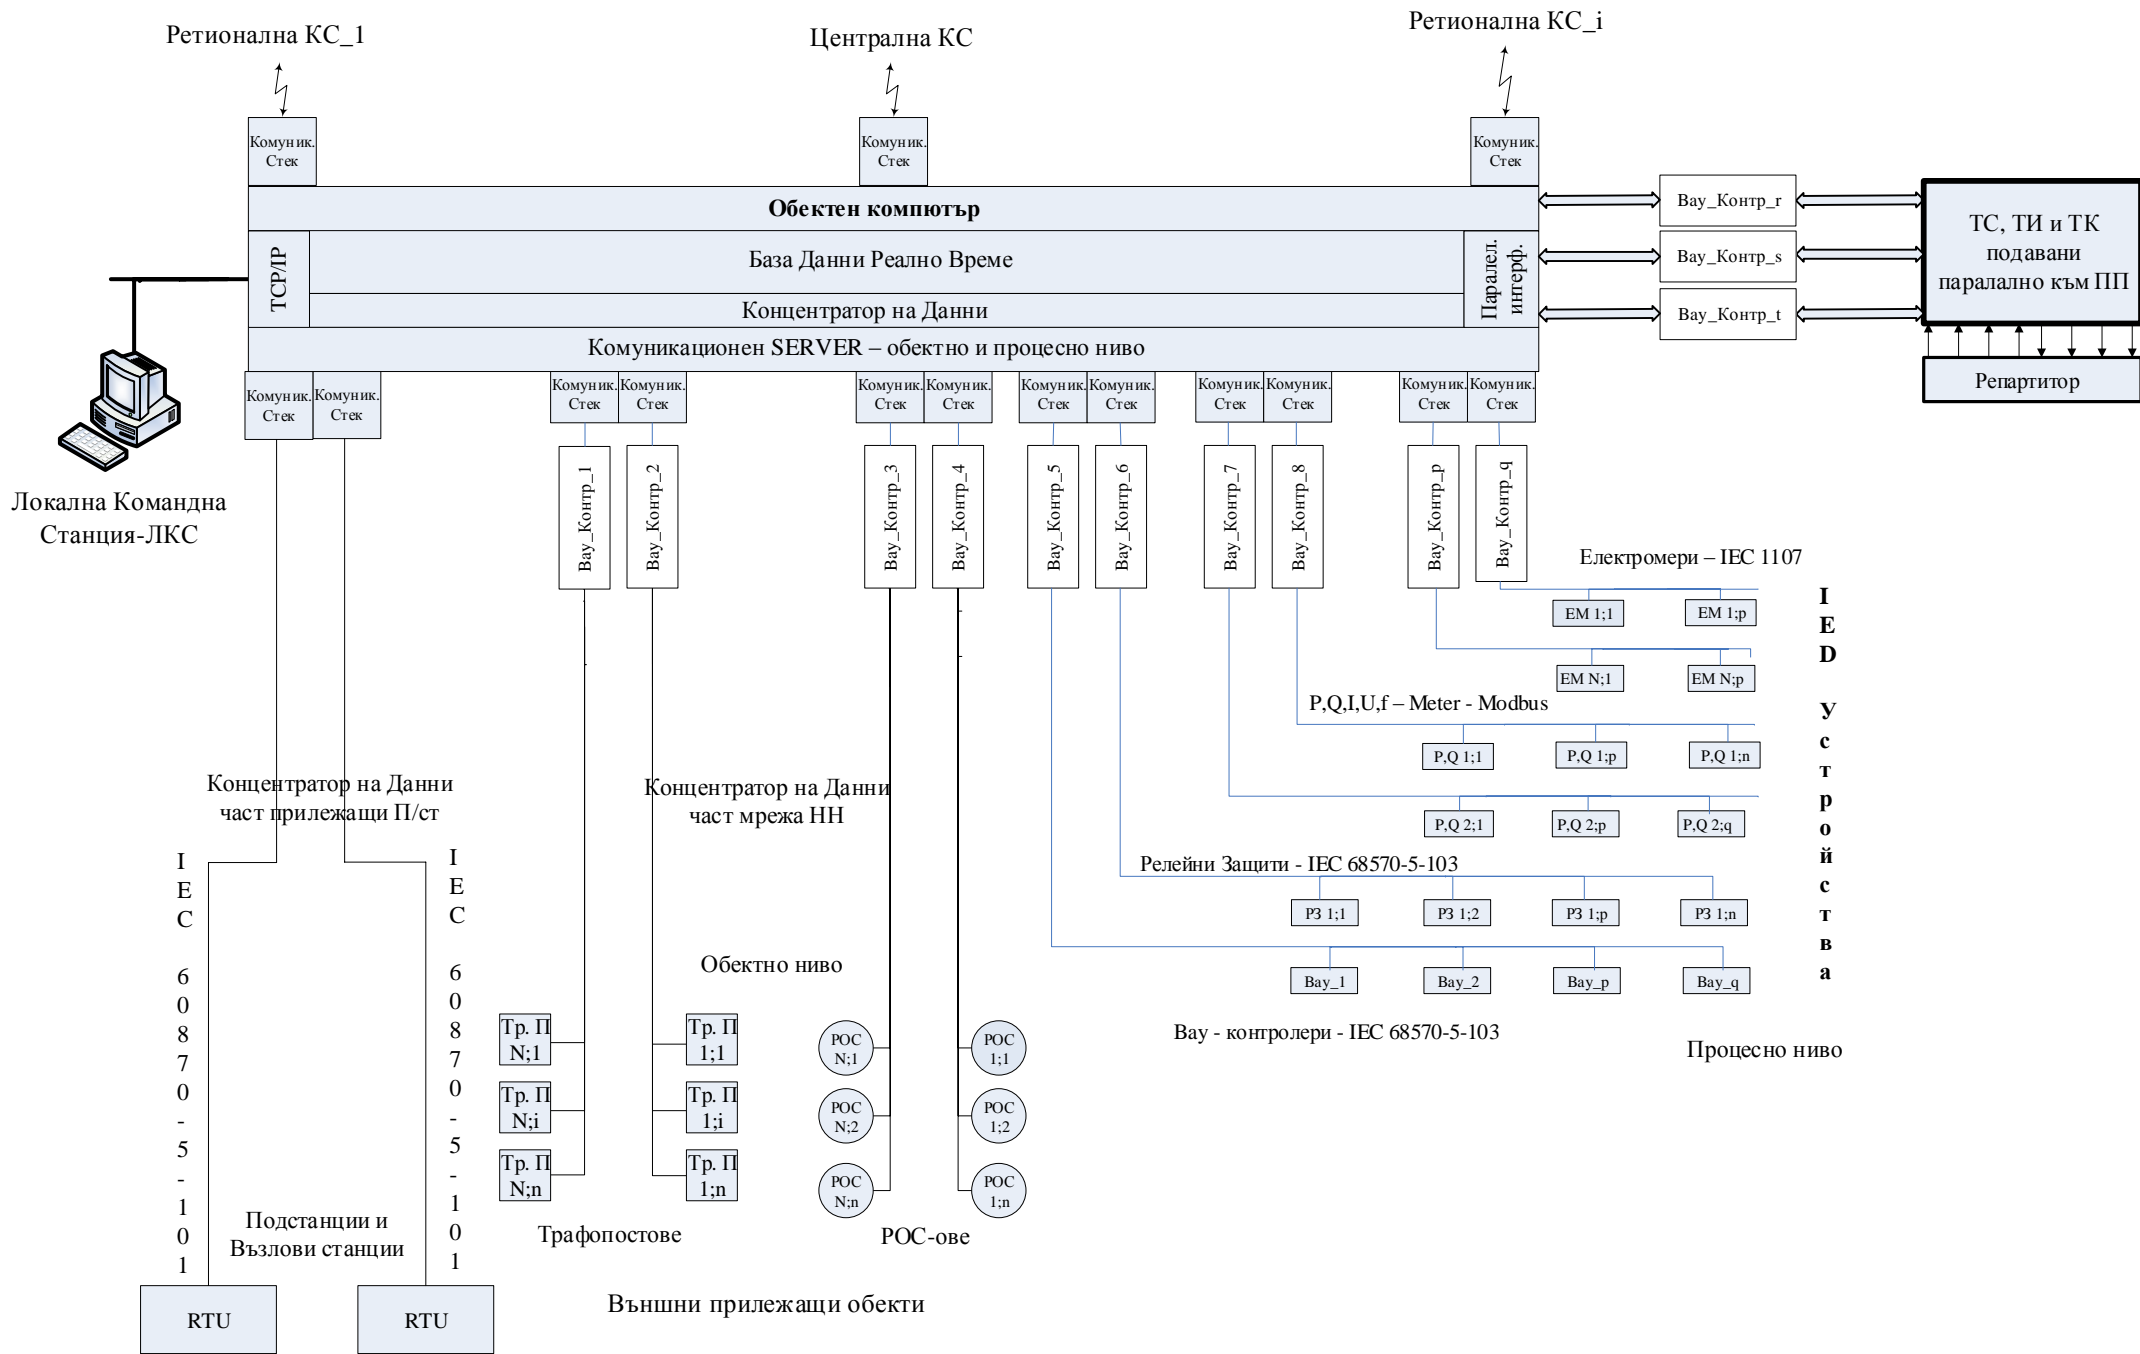 Ретионална КС_1
Централна КС
Ретионална КС_i
Комуник.
Стек
Комуник.
Стек
Комуник.
Стек
Обектен компютър
TCP/IP
База Данни Реално Време
Концентратор на Данни
Паралел.
интерф.
Комуникационен SERVER – обектно и процесно ниво
Bay_Контр_r
Bay_Контр_s
Bay_Контр_t
ТС, ТИ и ТК
подавани
паралално към ПП
Репартитор
Комуник.
Стек
Комуник.
Стек
Комуник.
Стек
Комуник.
Стек
Комуник.
Стек
Комуник.
Стек
Комуник.
Стек
Комуник.
Стек
Комуник.
Стек
Комуник.
Стек
Комуник.
Стек
Комуник.
Стек
Локална Командна
Станция-ЛКС
Bay_Контр_1
Bay_Контр_2
Bay_Контр_3
Bay_Контр_4
Bay_Контр_5
Bay_Контр_6
Bay_Контр_7
Bay_Контр_8
Bay_Контр_p
Bay_Контр_q
Електромери – IEC 1107
ЕМ 1;1
ЕМ 1;p
ЕМ N;1
ЕМ N;p
P,Q,I,U,f – Meter - Modbus
P,Q 1;1
P,Q 1;p
P,Q 1;n
P,Q 2;1
P,Q 2;p
P,Q 2;q
Релейни Защити - IEC 68570-5-103
РЗ 1;1
РЗ 1;2
РЗ 1;p
РЗ 1;n
Bay_1
Bay_2
Bay_p
Bay_q
Bay - контролери - IEC 68570-5-103
Процесно ниво
IED Устройства
Концентратор на Данни
част прилежащи П/ст
Концентратор на Данни
част мрежа НН
IEC 60870-5-101
IEC 60870-5-101
Обектно ниво
Тр. П
N;1
Тр. П
1;1
Тр. П
N;i
Тр. П
1;i
Тр. П
N;n
Тр. П
1;n
РОС
N;1
РОС
1;1
РОС
N;2
РОС
1;2
РОС
N;n
РОС
1;n
Подстанции и
Възлови станции
Трафопостове
РОС-ове
RTU
RTU
Външни прилежащи обекти